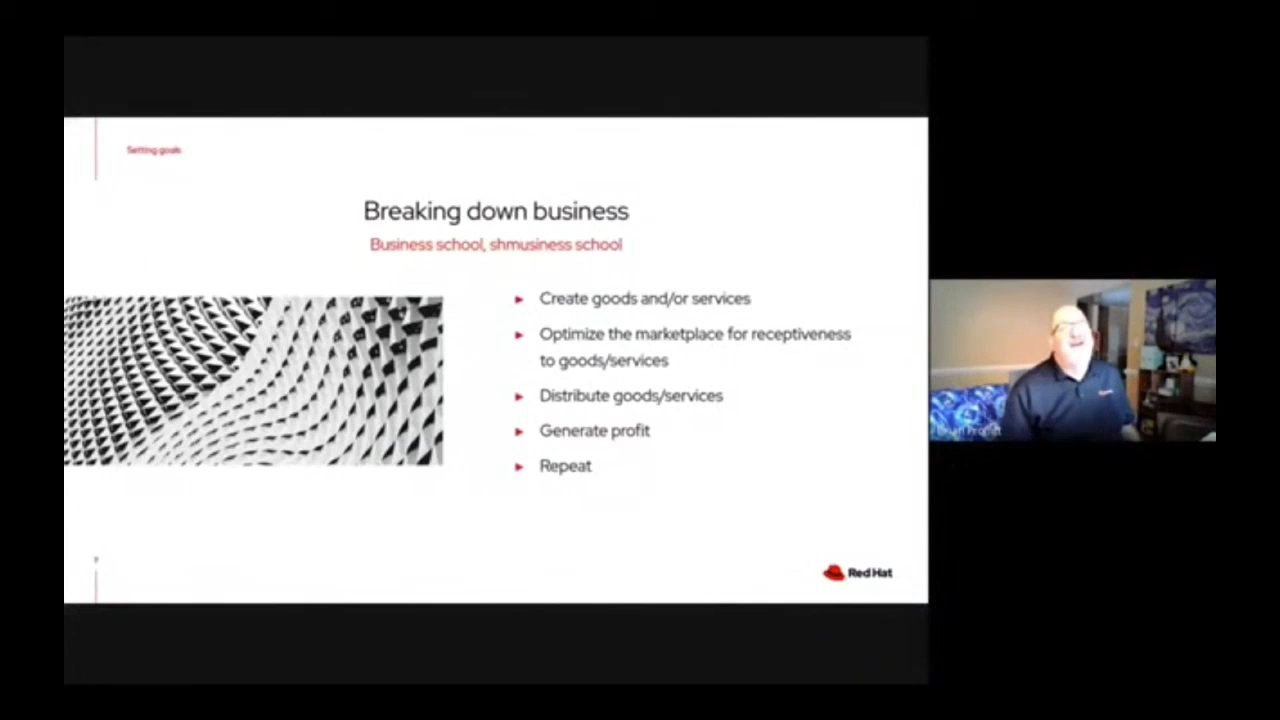 Setting goals
Breaking down business
Business school, shmusiness school
Create goods and/or services
Optimize the marketplace for receptiveness
to goods/services
Distribute goods/services
Generate profit
Repeat
Red Hat